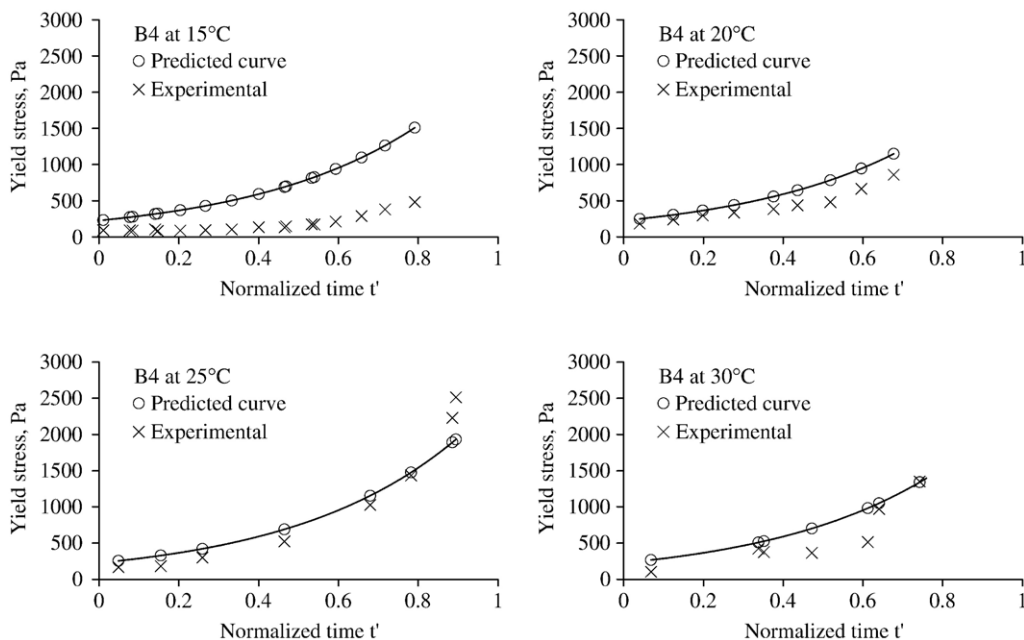 3000
2500
2000
1500
1000
500
0
Yield stress, Pa
B4 at 15°C
Predicted curve
Experimental
0 0.2 0.4 0.6 0.8 1
Normalized time t'
3000
2500
2000
1500
1000
500
0
Yield stress, Pa
B4 at 20°C
Predicted curve
Experimental
0 0.2 0.4 0.6 0.8 1
Normalized time t'
3000
2500
2000
1500
1000
500
0
Yield stress, Pa
B4 at 25°C
Predicted curve
Experimental
0 0.2 0.4 0.6 0.8 1
Normalized time t'
3000
2500
2000
1500
1000
500
0
Yield stress, Pa
B4 at 30°C
Predicted curve
Experimental
0 0.2 0.4 0.6 0.8 1
Normalized time t'